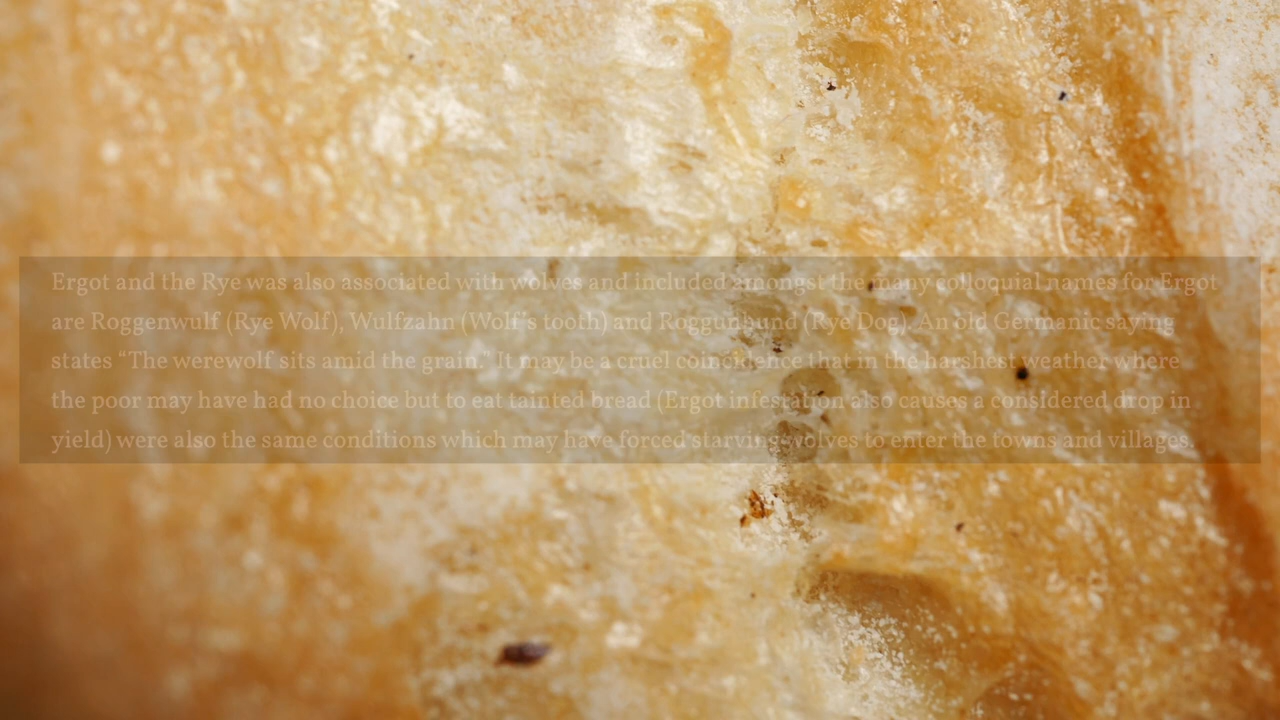 Ergot and the Rye was also associated with wolves and included amongst the many colloquial names for Ergot
are Roggenwulf (Rye Wolf), Wulfzahn (Wolf's tooth) and Roggunhund (Rye Dog). An old Germanic saying
states “The werewolf sits amid the grain.” It may be a cruel coincidence that in the harshest weather where
the poor may have had no choice but to eat tainted bread (Ergot infestation also causes a considered drop in
yield) were also the same conditions which may have forced starving wolves to enter the towns and villages.